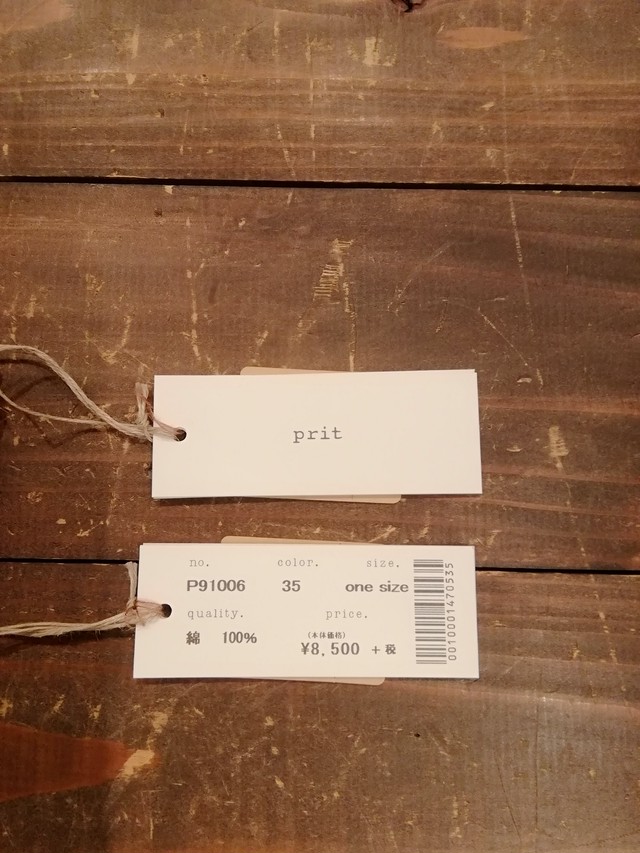 prit
no. color. size.
P91006 35 one size
quality. price.
綿 100% (本体価格)
¥8,500 +税
0010001470535